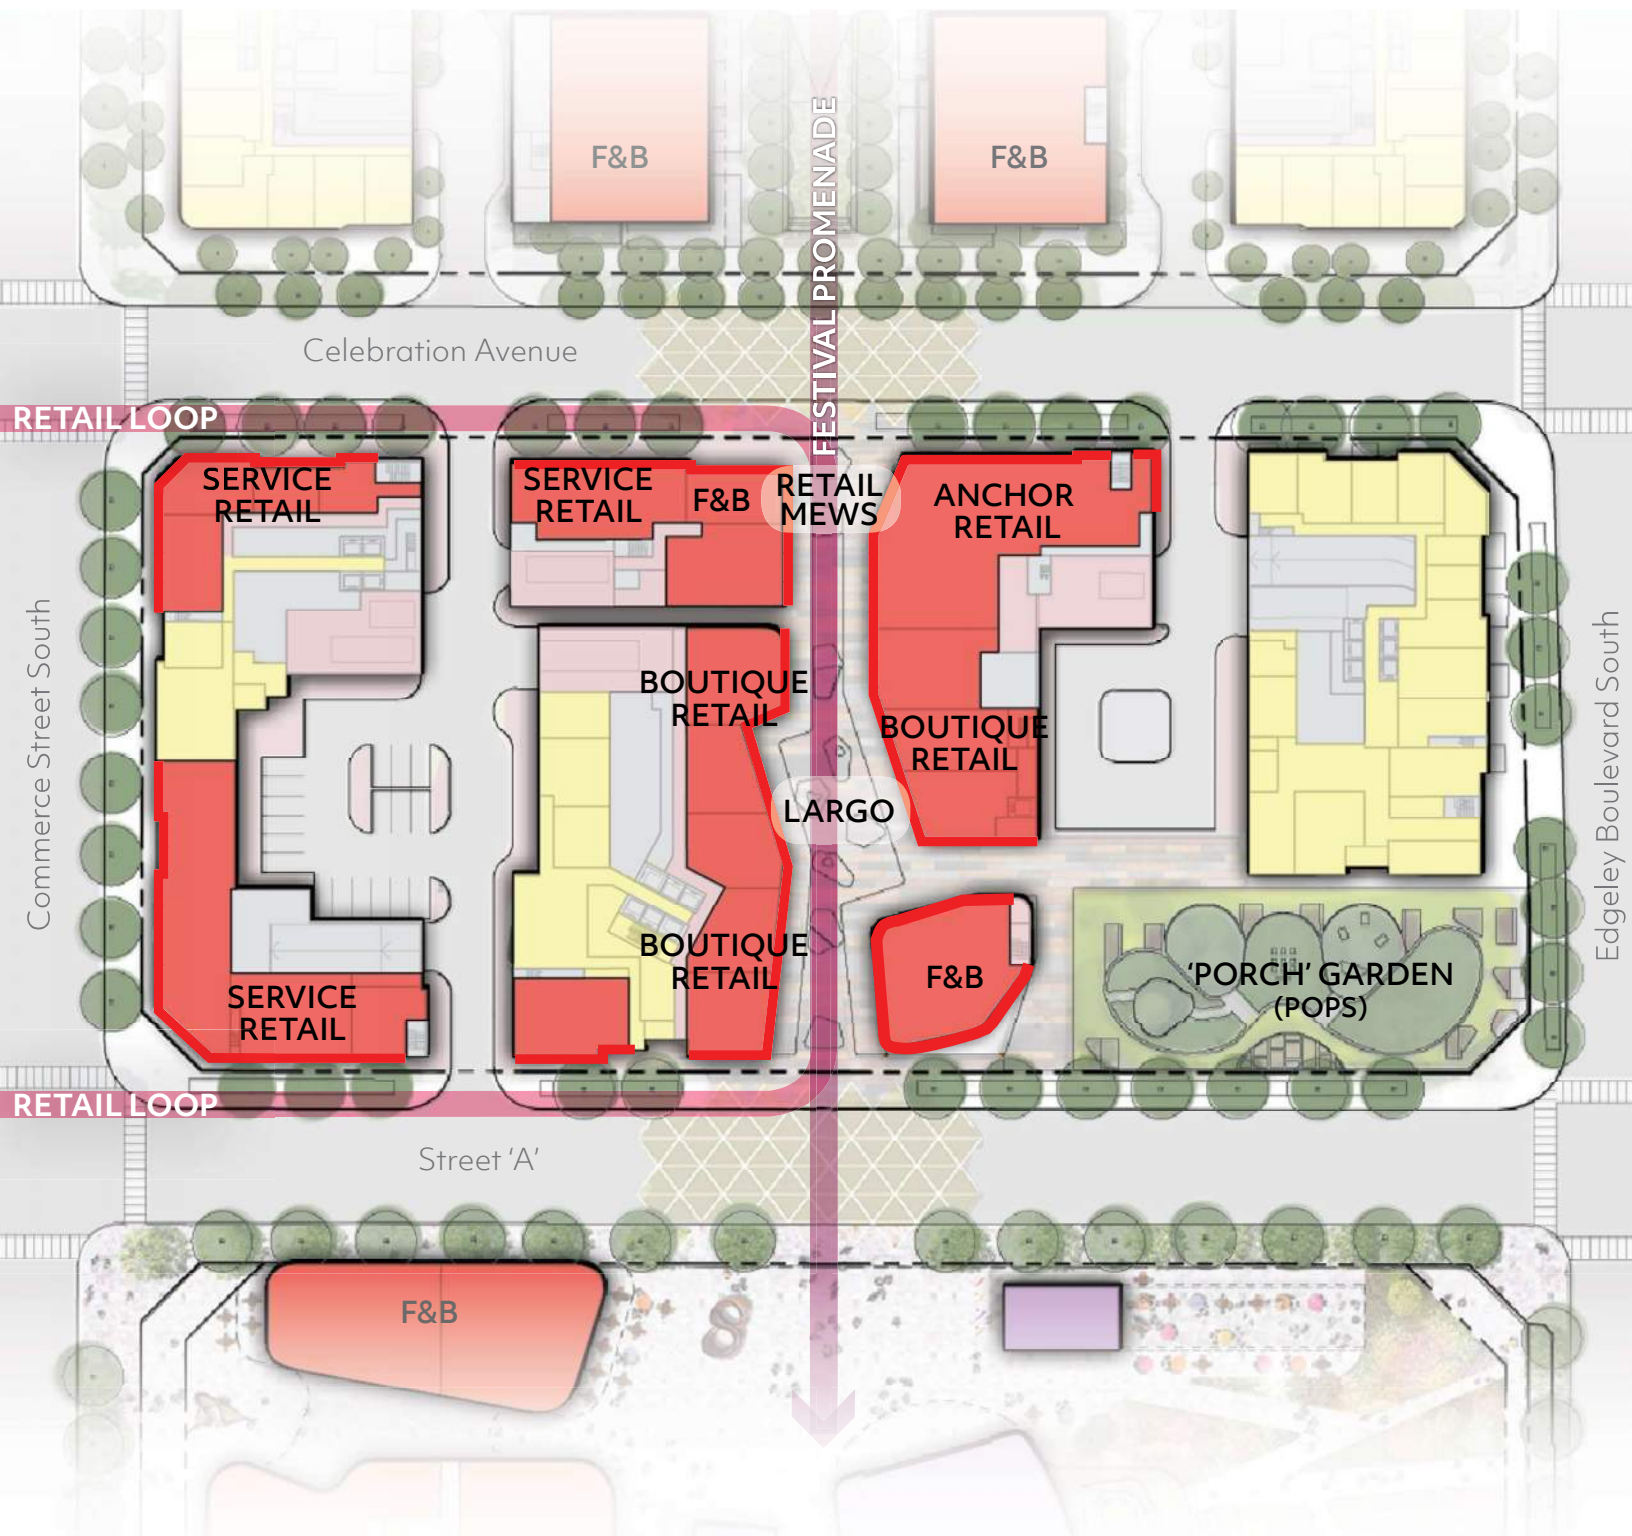 F&B
F&B
FESTIVAL PROMENADE
Celebration Avenue
RETAIL LOOP
SERVICE
RETAIL
SERVICE
RETAIL
F&B
RETAIL
MEWS
ANCHOR
RETAIL
Commerce Street South
BOUTIQUE
RETAIL
BOUTIQUE
RETAIL
Edgeley Boulevard South
LARGO
BOUTIQUE
RETAIL
F&B
'PORCH' GARDEN
(POPS)
SERVICE
RETAIL
RETAIL LOOP
Street 'A'
F&B